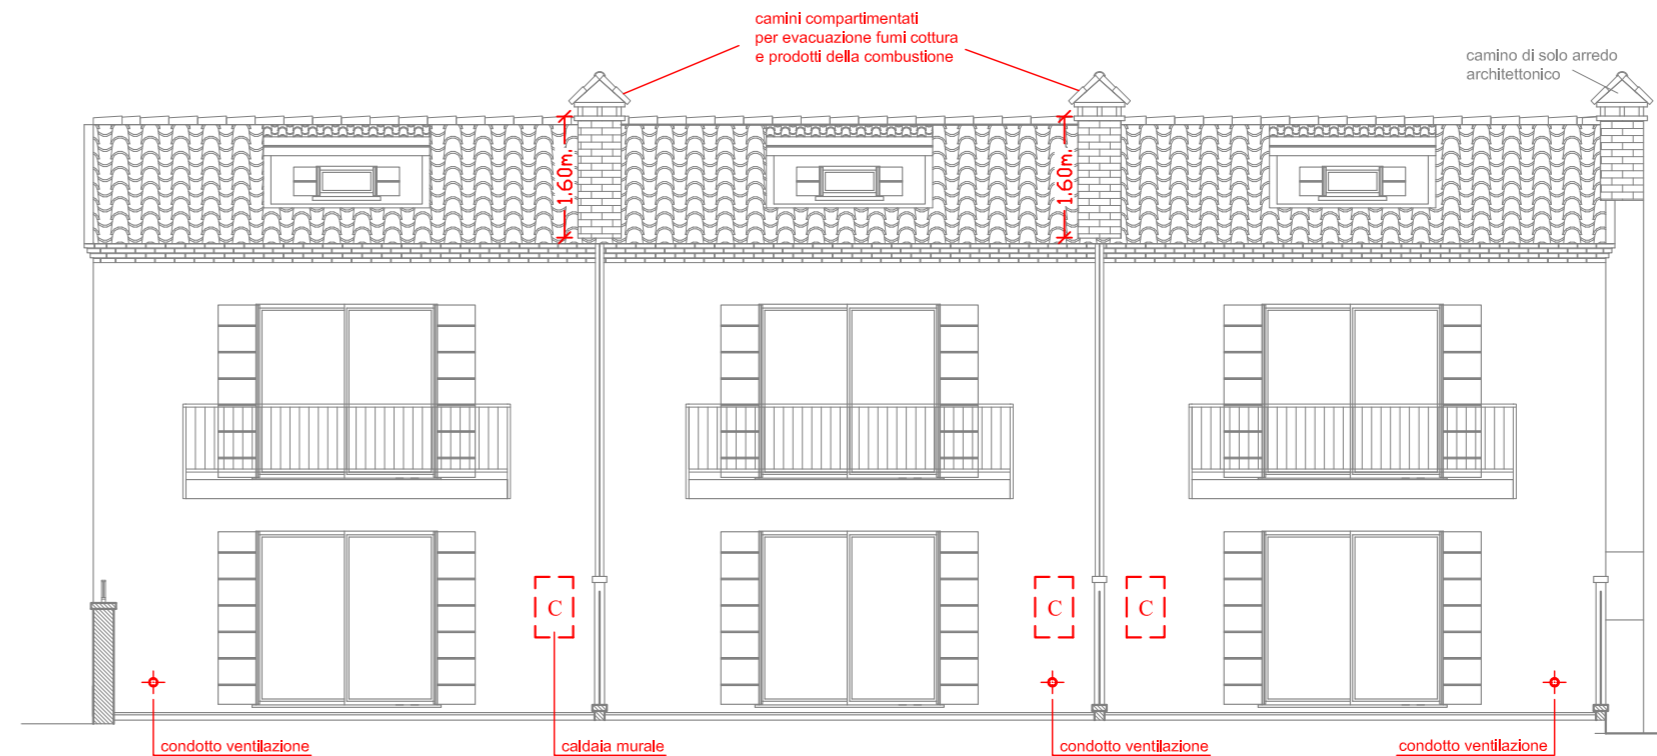 camini compartimentati
per evacuazione fumi cottura
e prodotti della combustione
camino di solo arredo
architettonico
1,60m.
1,60m.
C
C
C
condotto ventilazione
caldaia murale
condotto ventilazione
condotto ventilazione